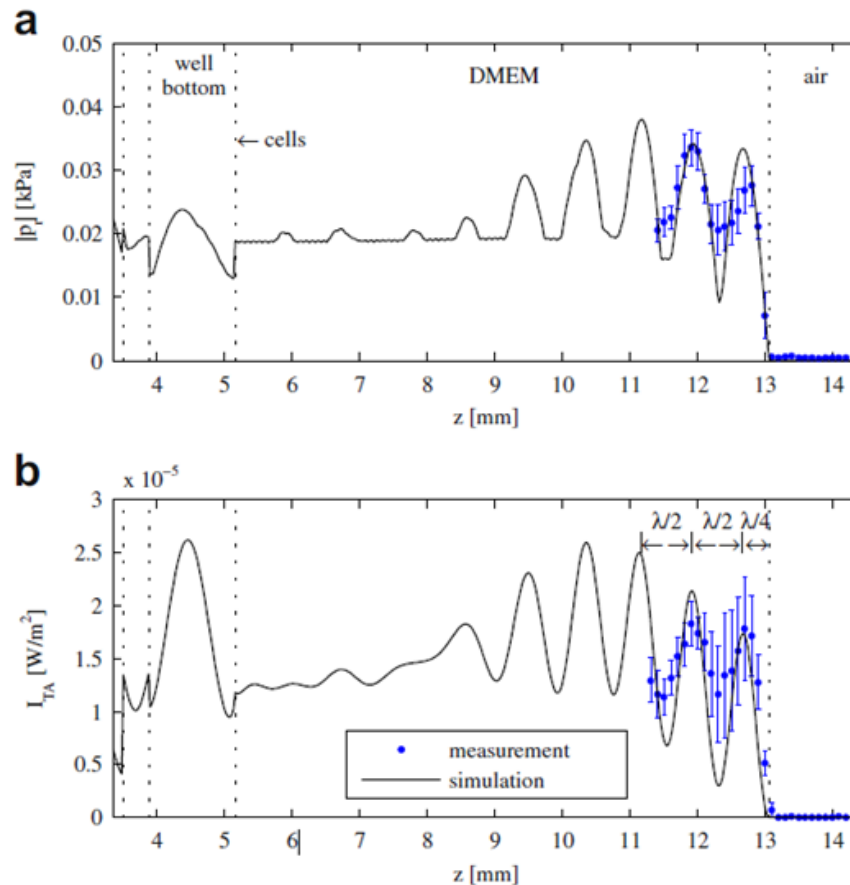 a
0.05
0.04
0.03
0.02
0.01
0
|p_i| [kPa]
well
bottom
DMEM
air
← cells
4 5 6 7 8 9 10 11 12 13 14
z [mm]
b
x 10⁻⁵
3
2.5
2
1.5
1
0.5
0
I_TA [W/m²]
λ/2 λ/2 λ/4
measurement
simulation
4 5 6 7 8 9 10 11 12 13 14
z [mm]